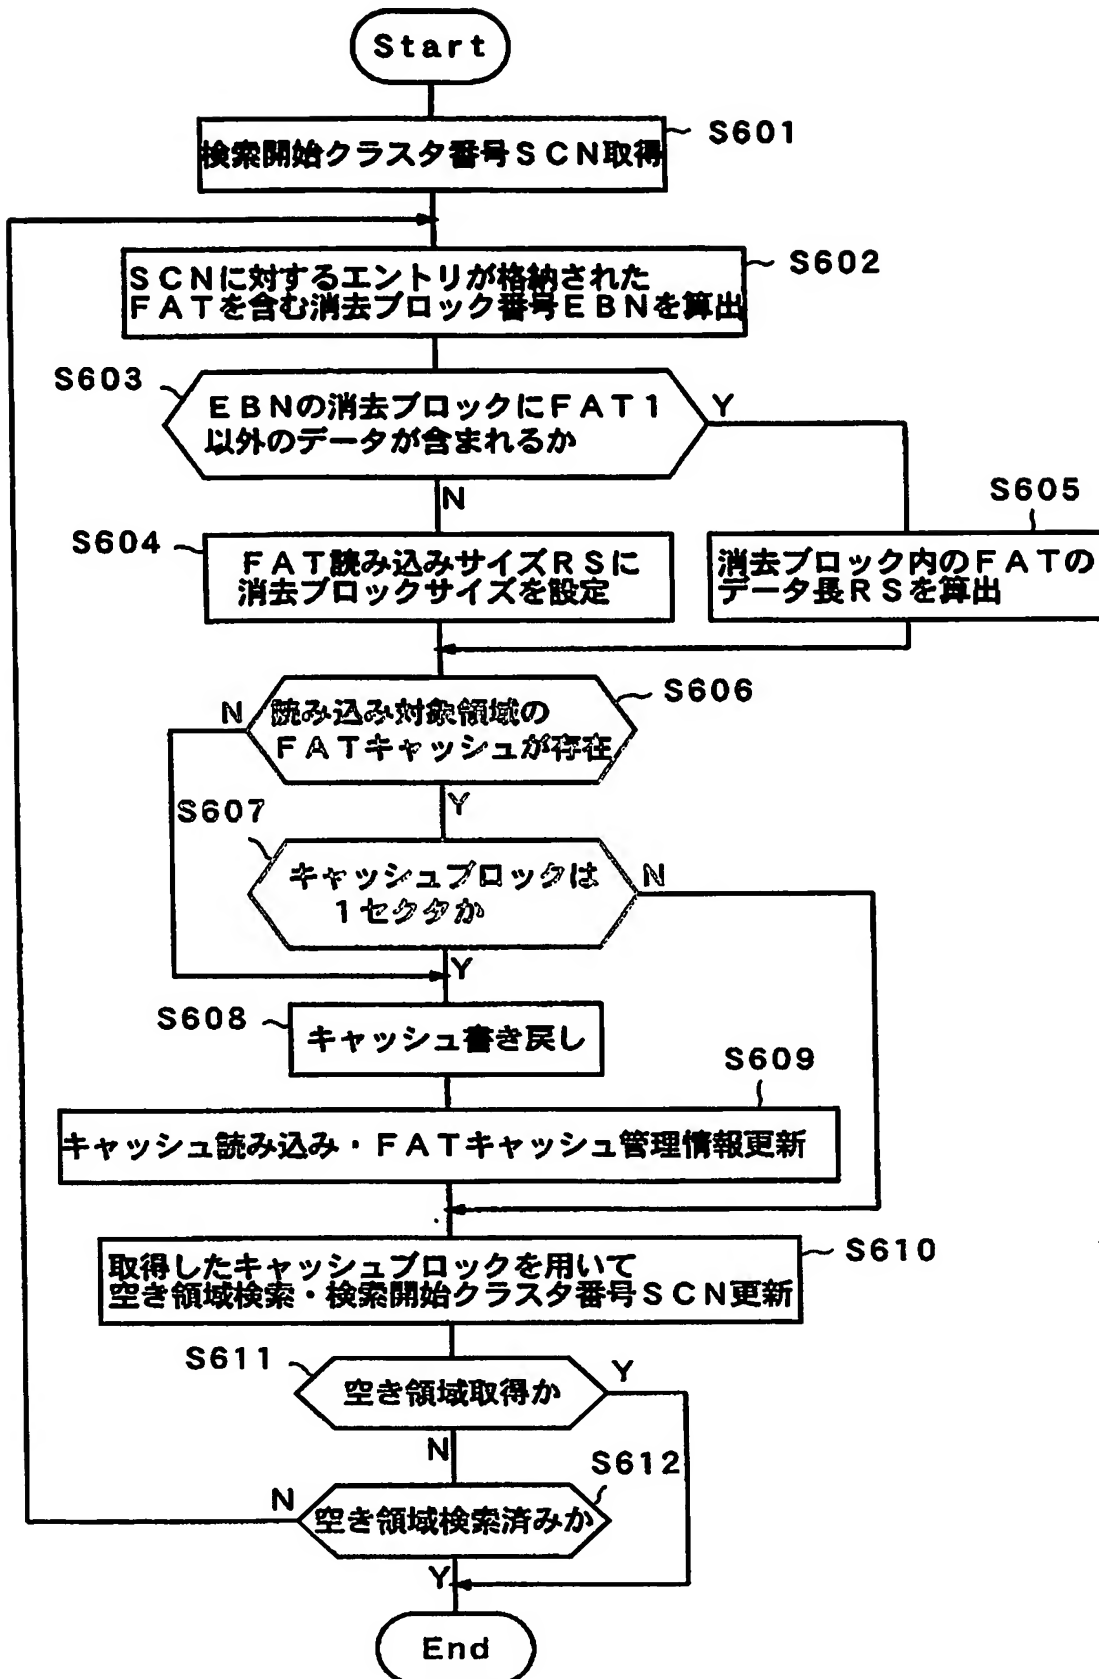 Start
検索開始クラスタ番号SCN取得
S601
SCNに対するエントリが格納された
FATを含む消去ブロック番号EBNを算出
S602
S603
EBNの消去ブロックにFAT1
以外のデータが含まれるか
Y
N
S604
FAT読み込みサイズRSに
消去ブロックサイズを設定
S605
消去ブロック内のFATの
データ長RSを算出
S606
N
読み込み対象領域の
FATキャッシュが存在
Y
S607
キャッシュブロックは
1セクタか
N
Y
S608
キャッシュ書き戻し
S609
キャッシュ読み込み・FATキャッシュ管理情報更新
取得したキャッシュブロックを用いて
空き領域検索・検索開始クラスタ番号SCN更新
S610
S611
空き領域取得か
Y
N
S612
N
空き領域検索済みか
Y
End